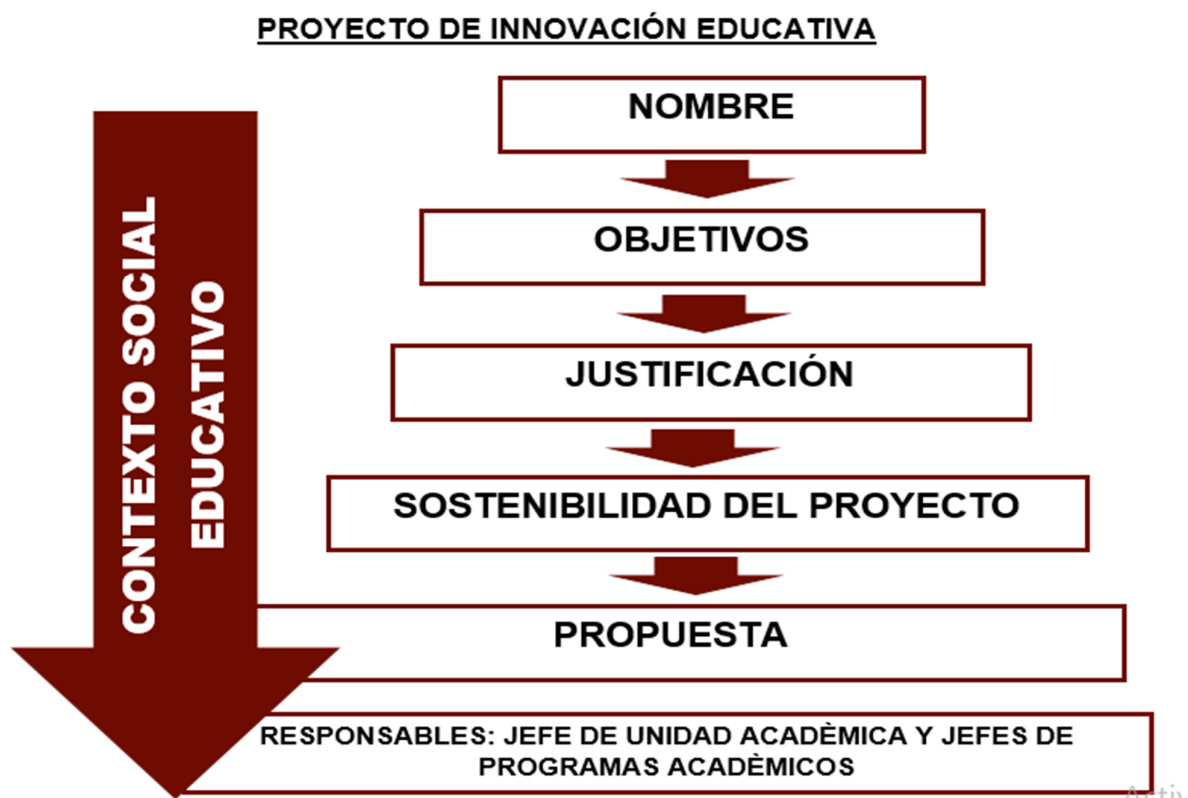 PROYECTO DE INNOVACIÓN EDUCATIVA
NOMBRE
OBJETIVOS
JUSTIFICACIÓN
SOSTENIBILIDAD DEL PROYECTO
PROPUESTA
RESPONSABLES: JEFE DE UNIDAD ACADÈMICA Y JEFES DE
PROGRAMAS ACADÈMICOS
CONTEXTO SOCIAL
EDUCATIVO